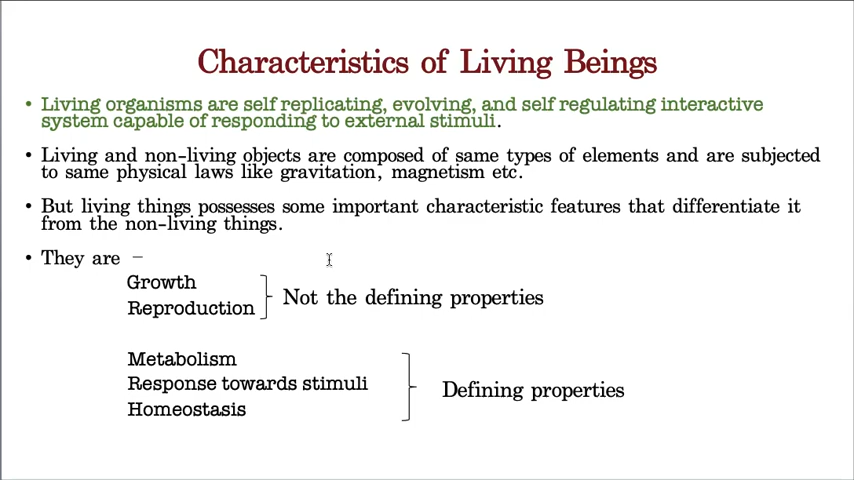 Characteristics of Living Beings
• Living organisms are self replicating, evolving, and self regulating interactive
system capable of responding to external stimuli.
• Living and non-living objects are composed of same types of elements and are subjected
to same physical laws like gravitation, magnetism etc.
• But living things possesses some important characteristic features that differentiate it
from the non-living things.
• They are –
Growth
Reproduction
Not the defining properties
Metabolism
Response towards stimuli
Homeostasis
Defining properties